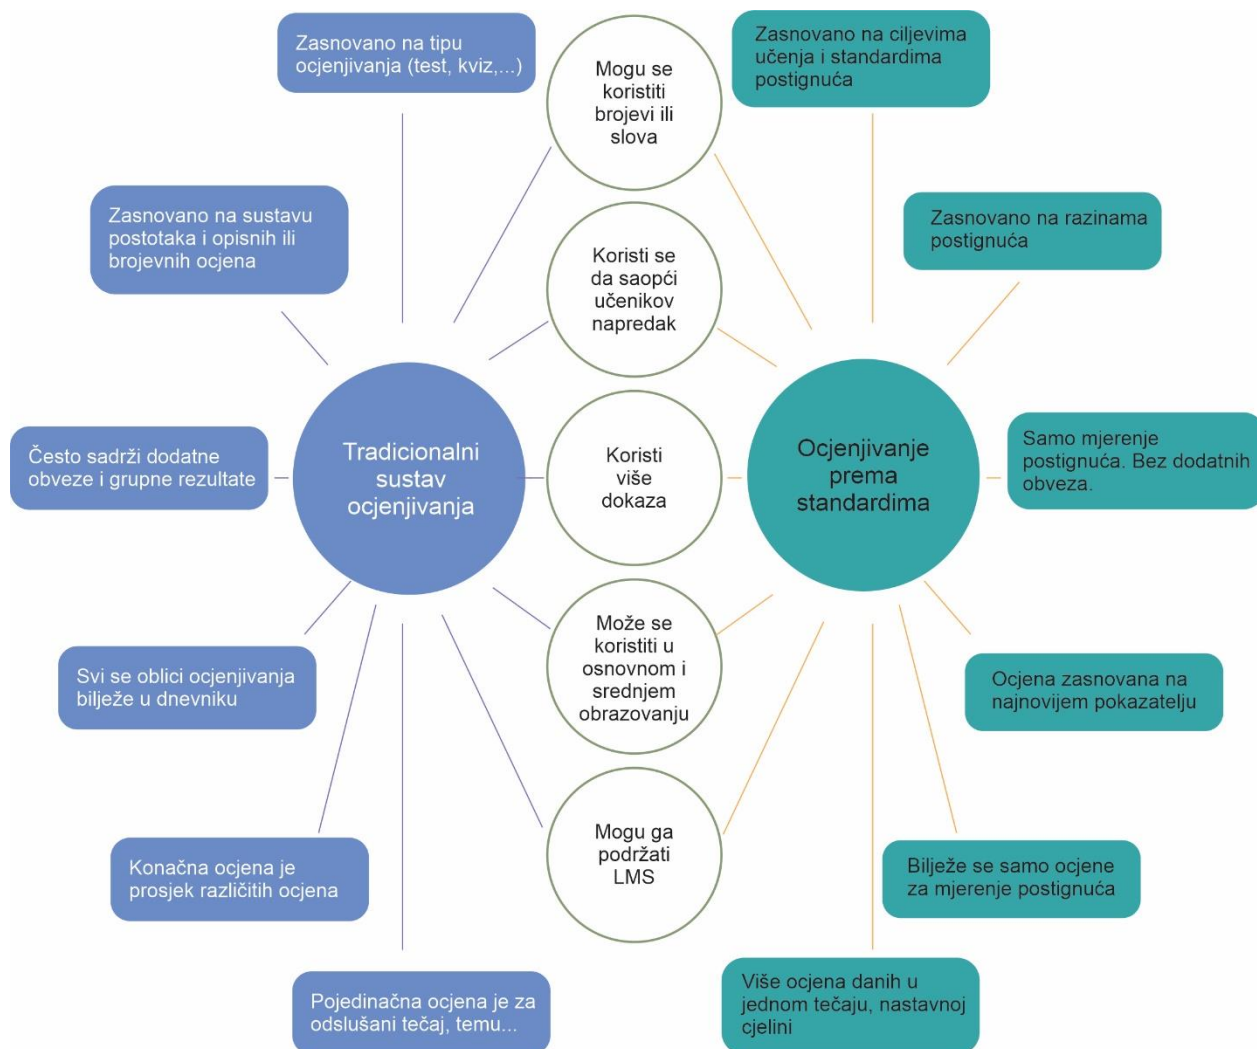 Zasnovano na tipu
ocjenjivanja (test, kviz,...)
Mogu se
koristiti
brojevi ili
slova
Zasnovano na ciljevima
učenja i standardima
postignuća
Zasnovano na sustavu
postotaka i opisnih ili
brojevnih ocjena
Koristi se
da saopći
učenikov
napredak
Zasnovano na razinama
postignuća
Često sadrži dodatne
obveze i grupne rezultate
Tradicionalni
sustav
ocjenjivanja
Koristi
više
dokaza
Ocjenjivanje
prema
standardima
Samo mjerenje
postignuća. Bez dodatnih
obveza.
Svi se oblici ocjenjivanja
bilježe u dnevniku
Može se
koristiti u
osnovnom i
srednjem
obrazovanju
Ocjena zasnovana na
najnovijem pokazatelju
Konačna ocjena je
prosjek različitih ocjena
Mogu ga
podržati
LMS
Bilježe se samo ocjene
za mjerenje postignuća
Pojedinačna ocjena je za
odslušani tečaj, temu...
Više ocjena danih u
jednom tečaju, nastavnoj
cjelini